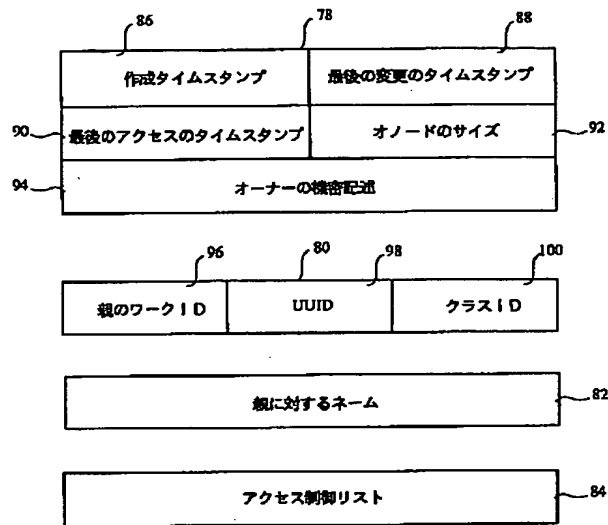 86
78
88
作成タイムスタンプ
最後の変更のタイムスタンプ
90
最後のアクセスのタイムスタンプ
オノードのサイズ
92
94
オーナーの機密記述
96
80
98
100
親のワークID
UUID
クラスID
親に対するネーム
82
アクセス制御リスト
84